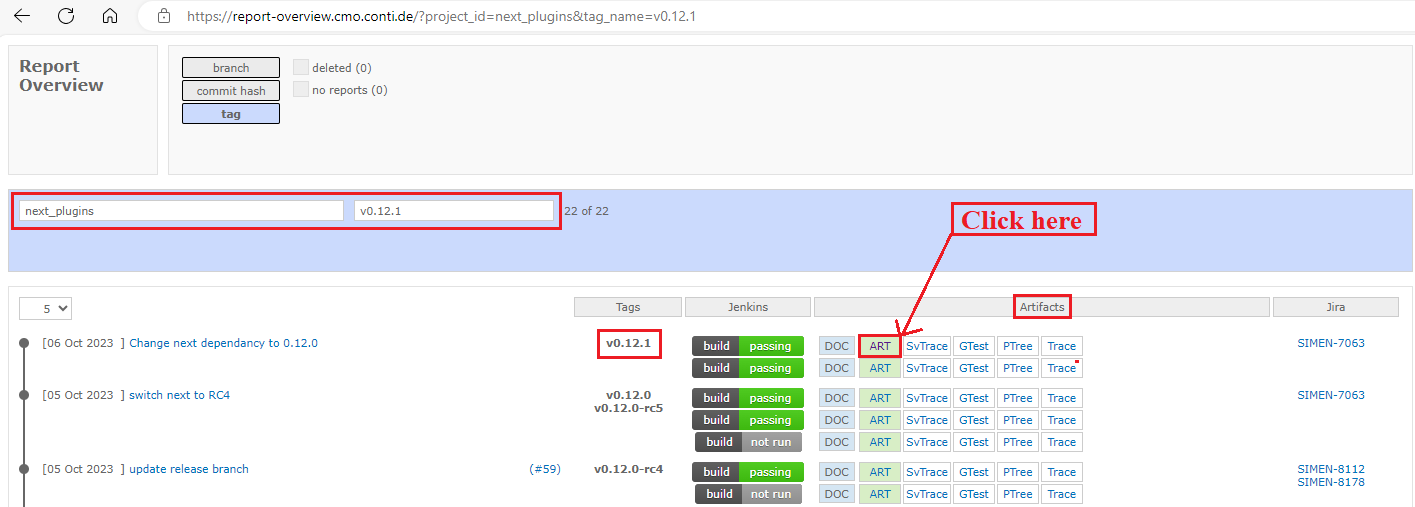 https://report-overview.cmo.conti.de/?project_id=next_plugins&tag_name=v0.12.1
Report
Overview
branch deleted (0)
commit hash no reports (0)
tag
next_plugins v0.12.1 22 of 22
Click here
5 Tags Jenkins Artifacts Jira
[06 Oct 2023 ] Change next dependancy to 0.12.0 v0.12.1 build passing DOC ART SvTrace GTest PTree Trace SIMEN-7063
build passing DOC ART SvTrace GTest PTree Trace
[05 Oct 2023 ] switch next to RC4 v0.12.0 build passing DOC ART SvTrace GTest PTree Trace SIMEN-7063
v0.12.0-rc5
build passing DOC ART SvTrace GTest PTree Trace
build not run DOC ART SvTrace GTest PTree Trace
[05 Oct 2023 ] update release branch (#59) v0.12.0-rc4 build passing DOC ART SvTrace GTest PTree Trace SIMEN-8112
SIMEN-8178
build not run DOC ART SvTrace GTest PTree Trace